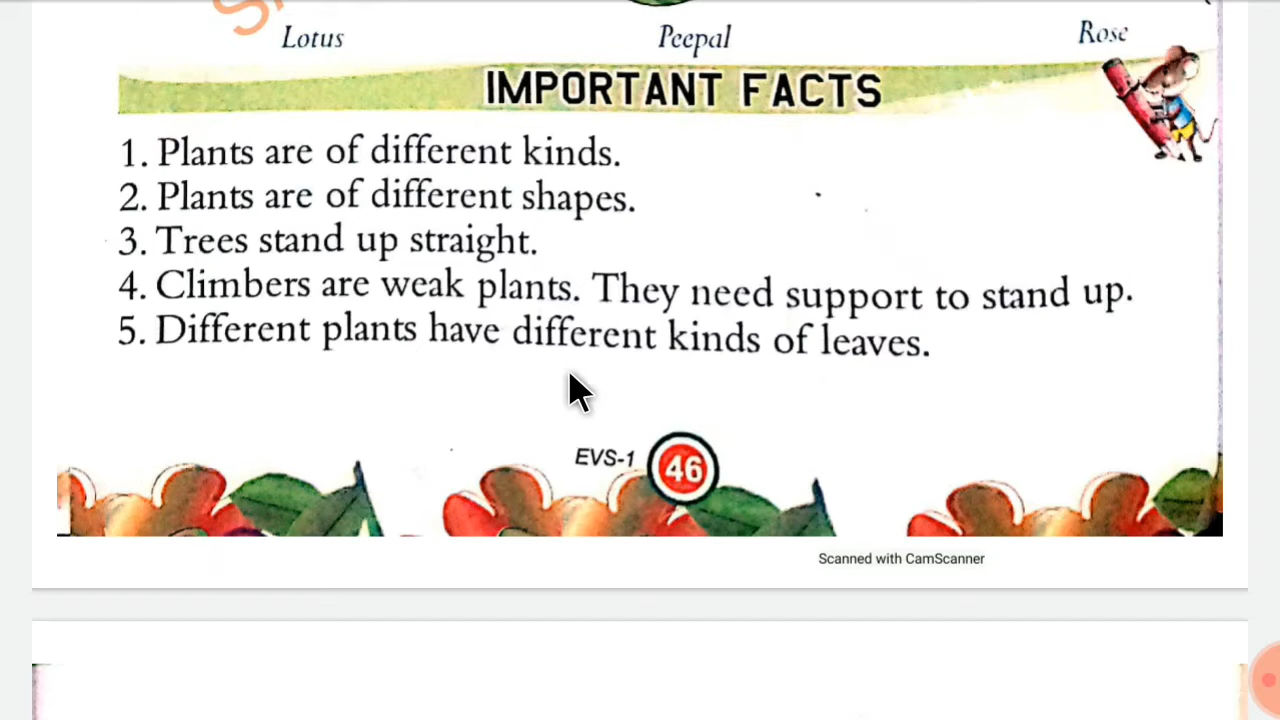 Lotus Peepal Rose
IMPORTANT FACTS
1. Plants are of different kinds.
2. Plants are of different shapes.
3. Trees stand up straight.
4. Climbers are weak plants. They need support to stand up.
5. Different plants have different kinds of leaves.
EVS-1 46
Scanned with CamScanner